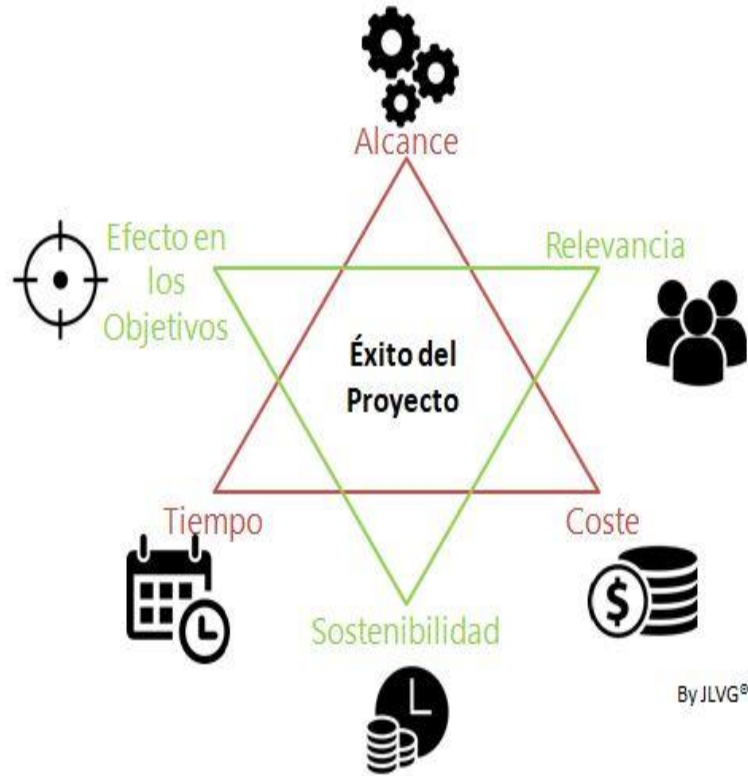 Alcance
Efecto en
los
Objetivos
Relevancia
Éxito del
Proyecto
Tiempo
Coste
$
Sostenibilidad
By JLVG®